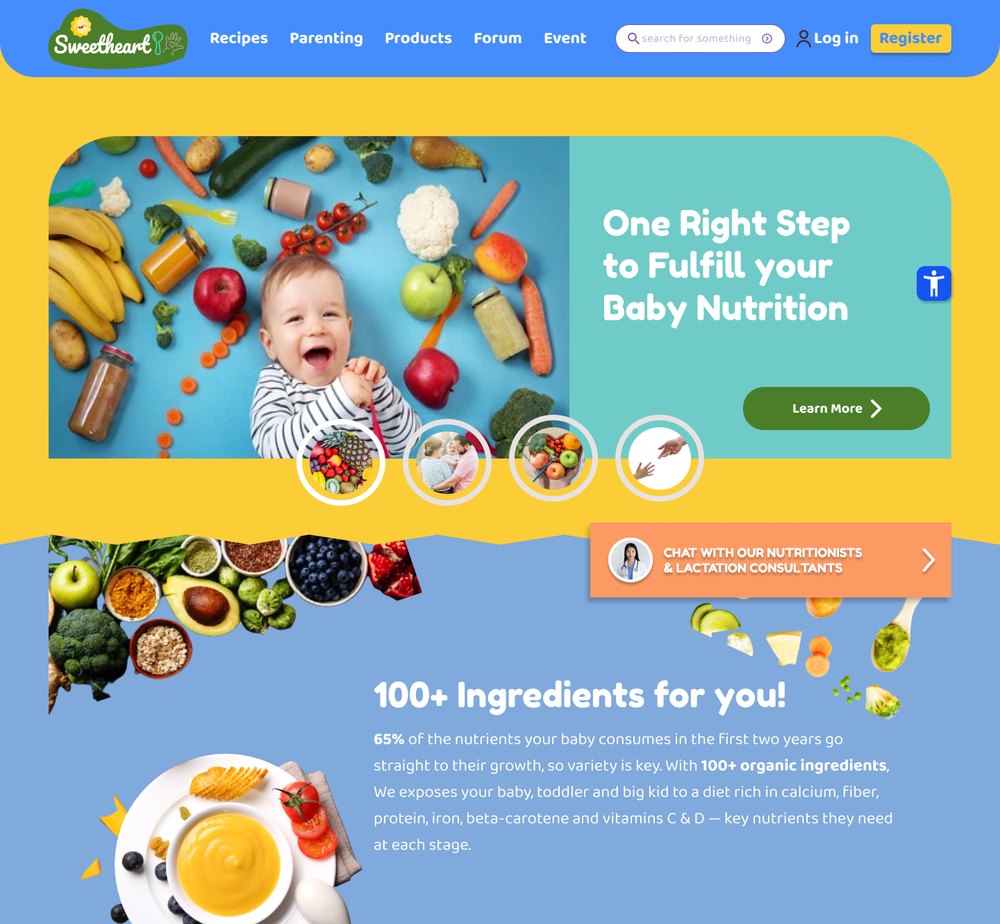 Sweetheart
Recipes
Parenting
Products
Forum
Event
search for something
Log in
Register
One Right Step
to Fulfill your
Baby Nutrition
Learn More
CHAT WITH OUR NUTRITIONISTS
& LACTATION CONSULTANTS
100+ Ingredients for you!
65% of the nutrients your baby consumes in the first two years go
straight to their growth, so variety is key. With 100+ organic ingredients,
We exposes your baby, toddler and big kid to a diet rich in calcium, fiber,
protein, iron, beta-carotene and vitamins C & D — key nutrients they need
at each stage.